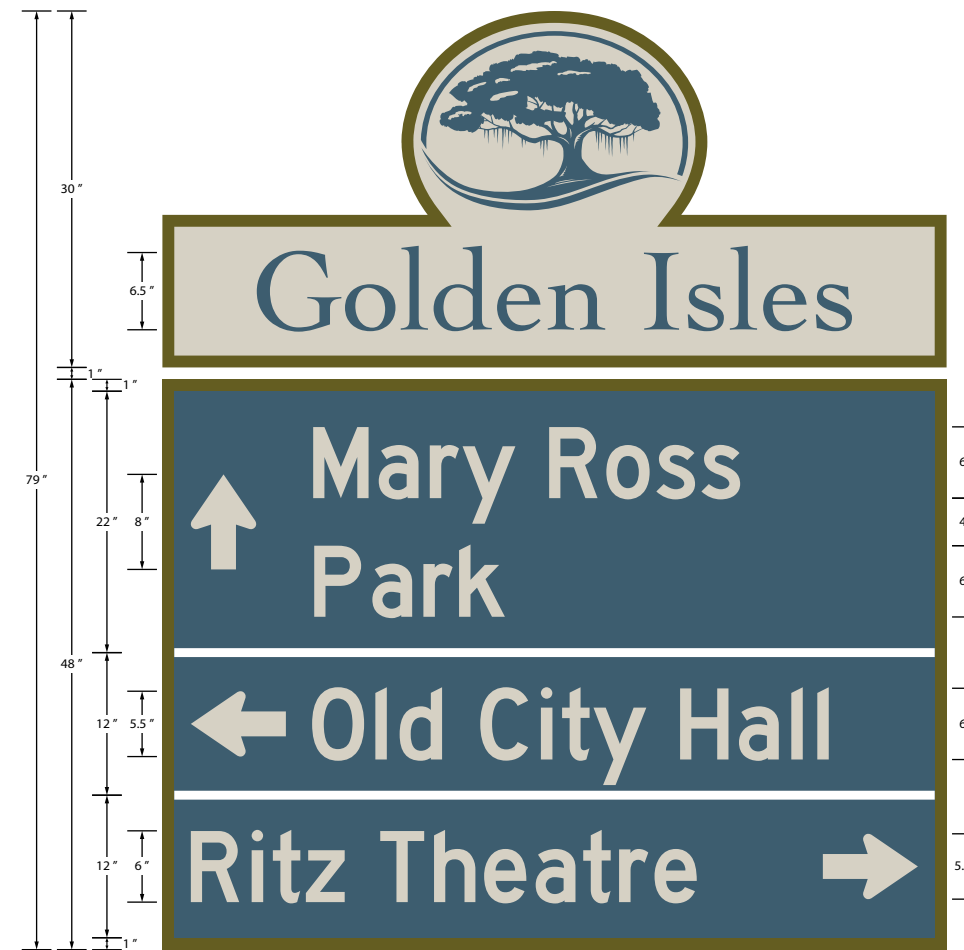 30 ″
6.5 ″
Golden Isles
1 ″
1 ″
79 ″
22 ″
8 ″
Mary Ross
Park
48 ″
12 ″
5.5 ″
Old City Hall
12 ″
6 ″
Ritz Theatre
1 ″